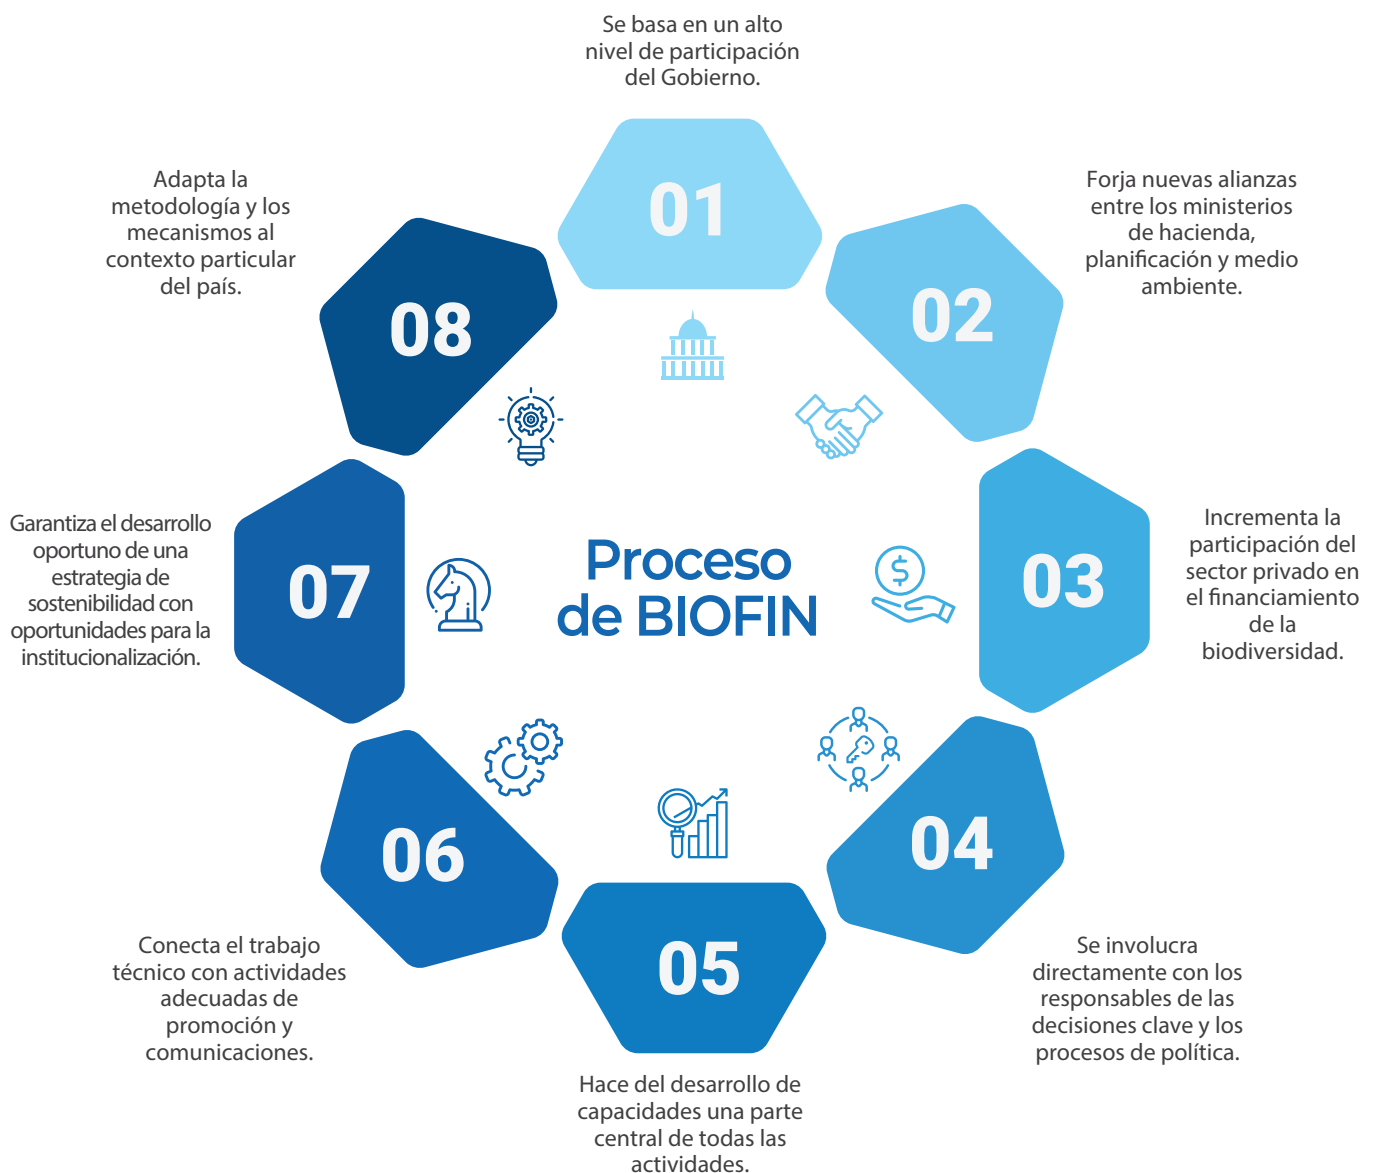 Se basa en un alto
nivel de participación
del Gobierno.
01
Forja nuevas alianzas
entre los ministerios
de hacienda,
planificación y medio
ambiente.
02
Incrementa la
participación del
sector privado en
el financiamiento
de la
biodiversidad.
03
Se involucra
directamente con los
responsables de las
decisiones clave y los
procesos de política.
04
Hace del desarrollo de
capacidades una parte
central de todas las
actividades.
05
Conecta el trabajo
técnico con actividades
adecuadas de
promoción y
comunicaciones.
06
Garantiza el desarrollo
oportuno de una
estrategia de
sostenibilidad con
oportunidades para la
institucionalización.
07
Adapta la
metodología y los
mecanismos al
contexto particular
del país.
08
Proceso
de BIOFIN
$